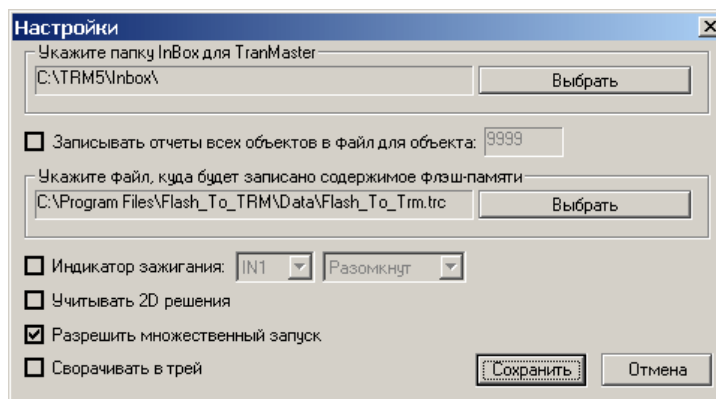 Настройки
Укажите папку InBox для TranMaster
C:\TRM5\Inbox\
Выбрать
Записывать отчеты всех объектов в файл для объекта: 9999
Укажите файл, куда будет записано содержимое флэш-памяти
C:\Program Files\Flash_To_TRM\Data\Flash_To_Trm.trc
Выбрать
Индикатор зажигания: IN1 Разомкнут
Учитывать 2D решения
Разрешить множественный запуск
Сворачивать в трей
Сохранить
Отмена